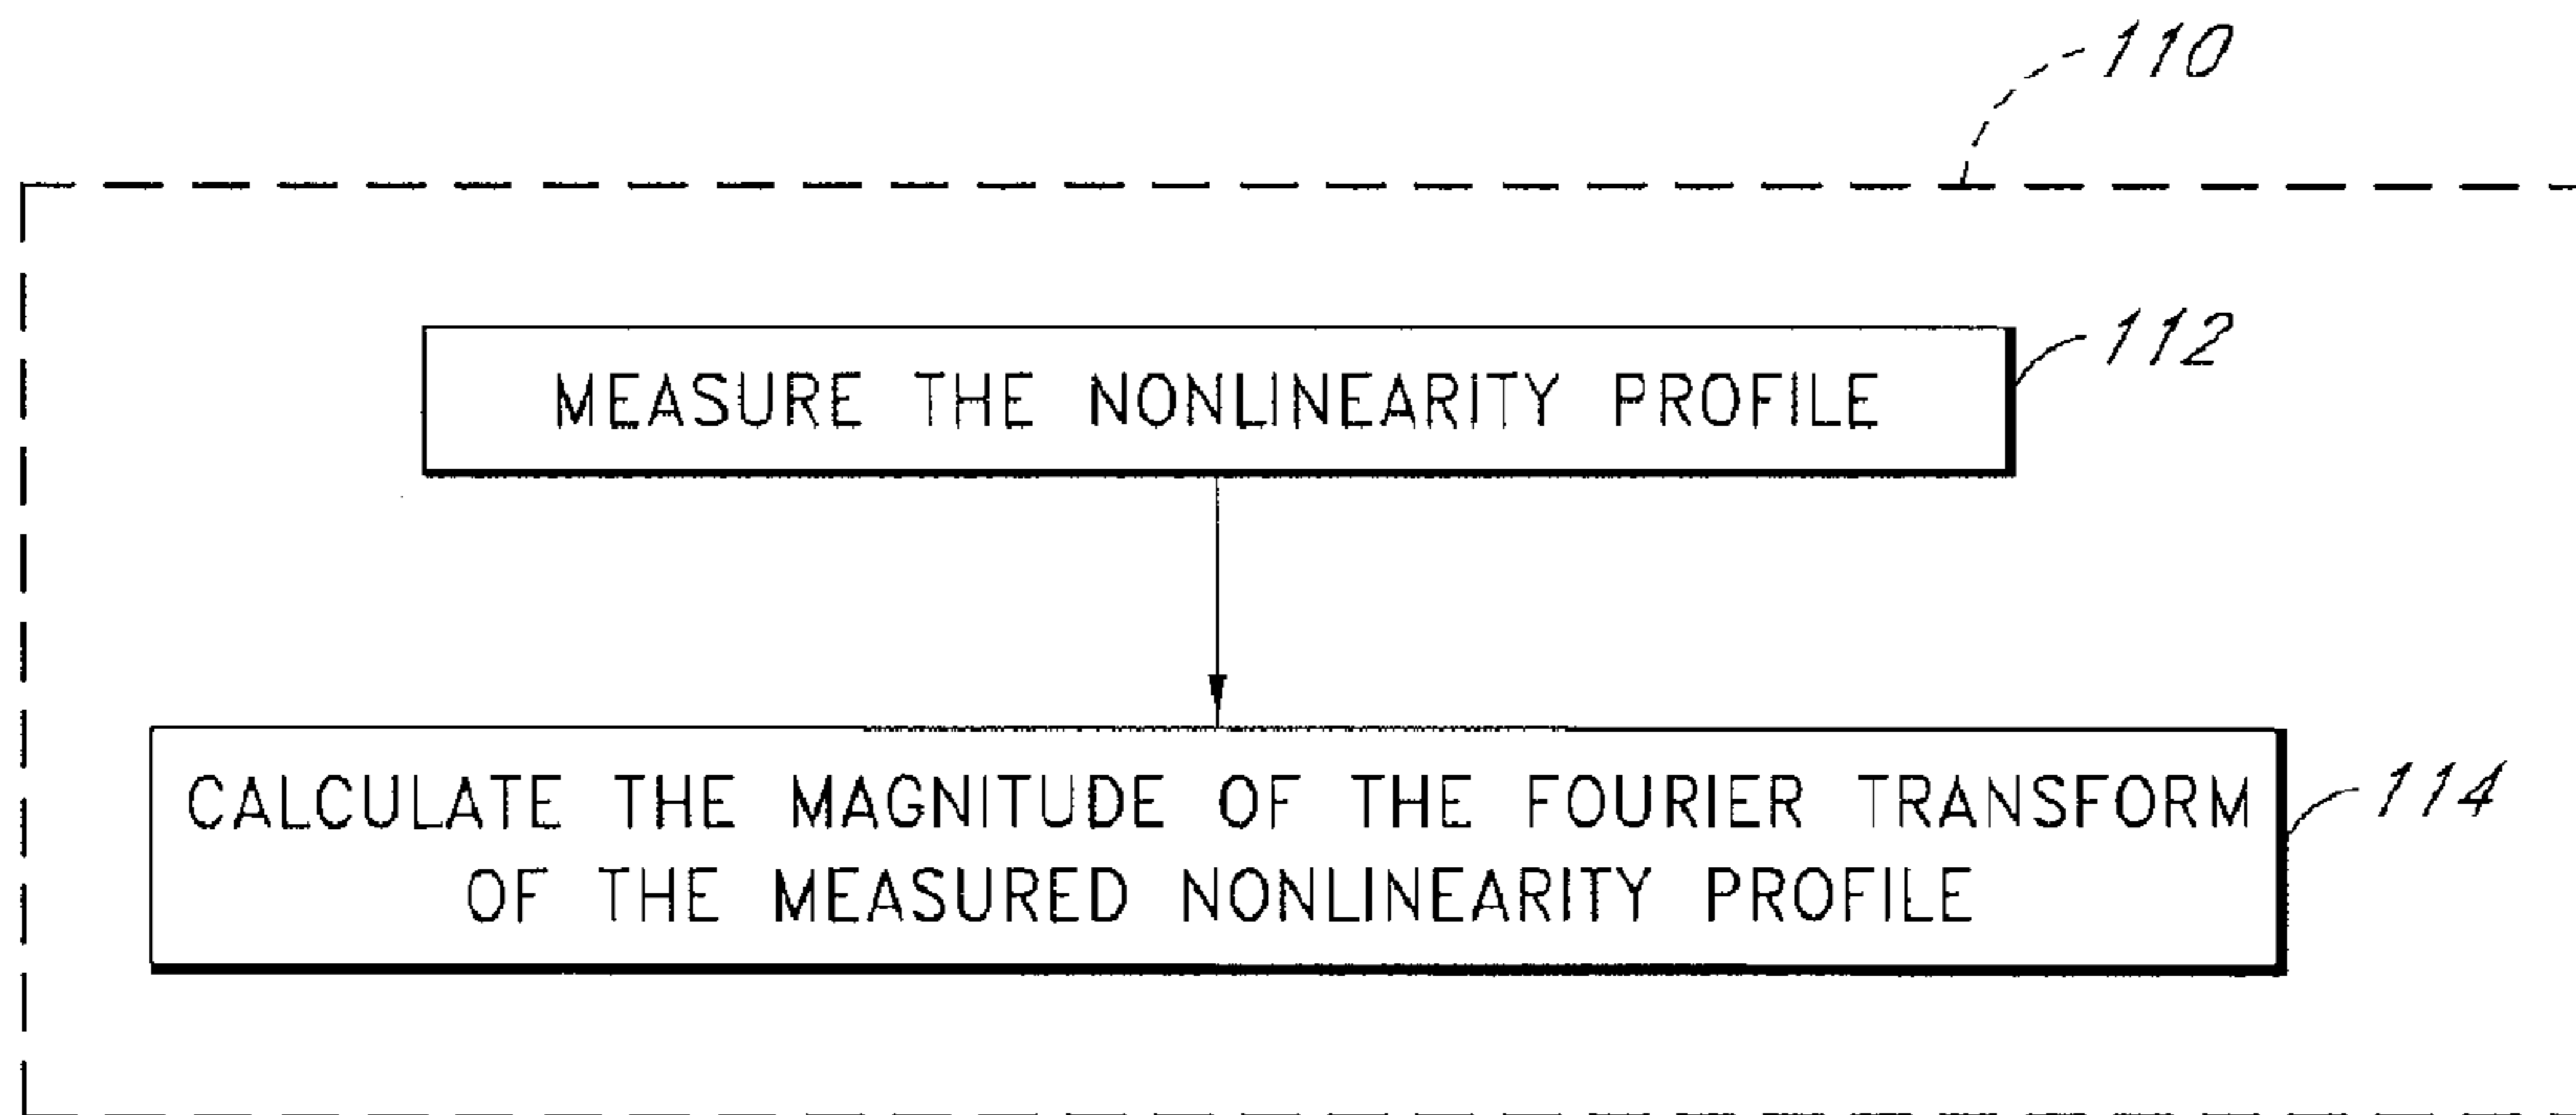 110
MEASURE THE NONLINEARITY PROFILE
112
CALCULATE THE MAGNITUDE OF THE FOURIER TRANSFORM
OF THE MEASURED NONLINEARITY PROFILE
114